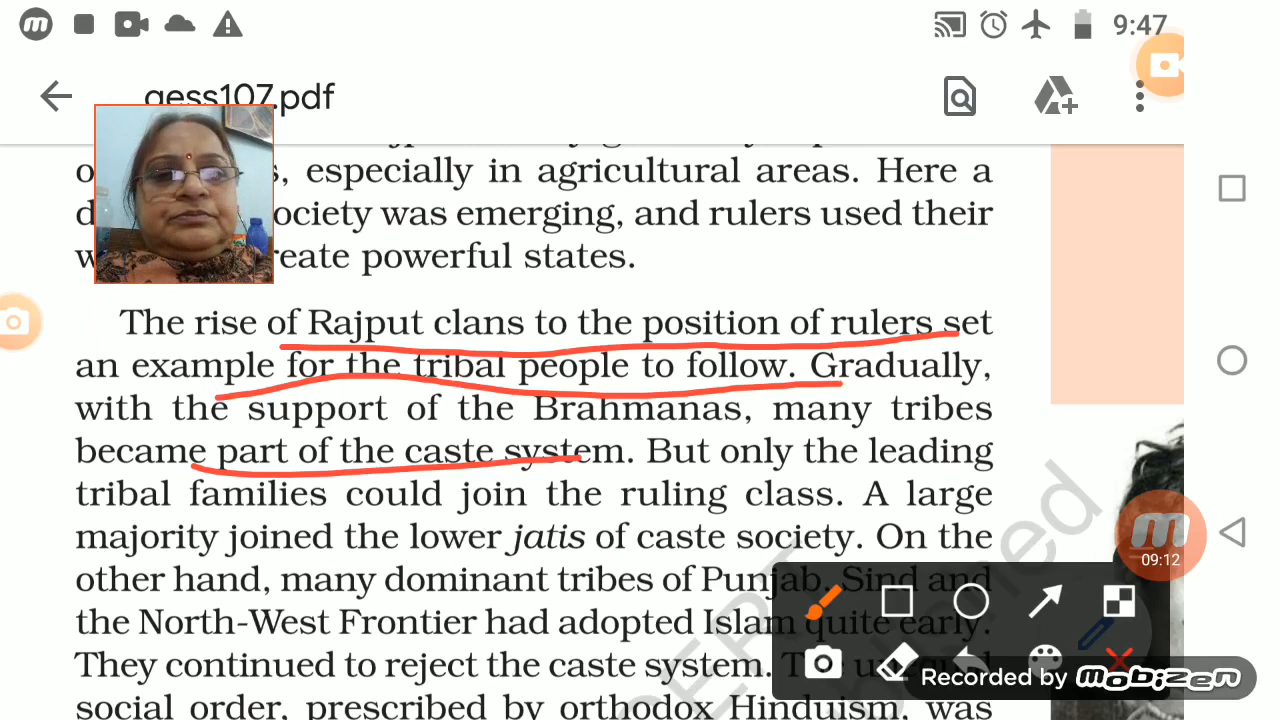 9:47
gess107.pdf
o s, especially in agricultural areas. Here a
d ociety was emerging, and rulers used their
w reate powerful states.
The rise of Rajput clans to the position of rulers set
an example for the tribal people to follow. Gradually,
with the support of the Brahmanas, many tribes
became part of the caste system. But only the leading
tribal families could join the ruling class. A large
majority joined the lower jatis of caste society. On the
other hand, many dominant tribes of Punjab, Sind and
the North-West Frontier had adopted Islam quite early.
They continued to reject the caste system. The
social order, prescribed by orthodox Hinduism, was
09:12
Recorded by mobizen